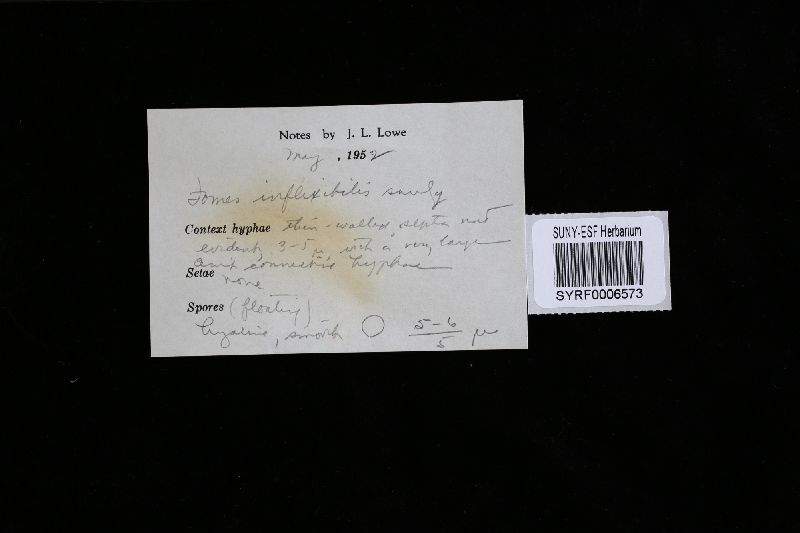 Notes by J. L. Lowe
May, 1952
Fomes inflexibilis surely
Context hyphae thin-walled, septa not
evident, 3-5 µ, with a very large
amt connective hyphae
Setae none
Spores (floating)
hyaline, smooth 5-6/5 µ
SUNY-ESF Herbarium
SYRF0006573